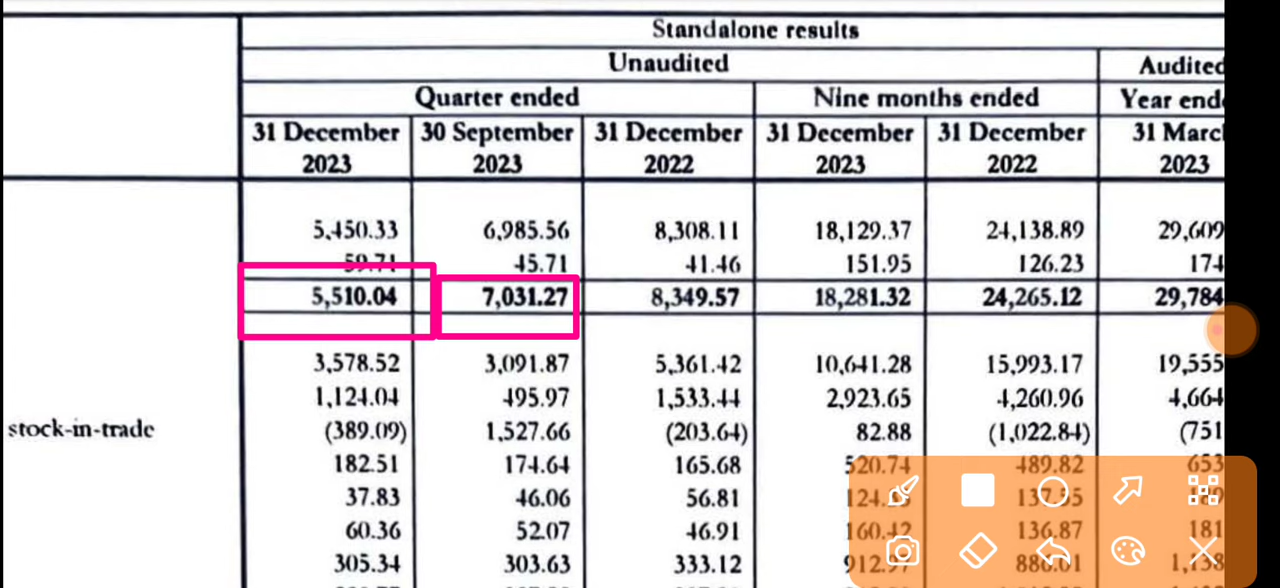 Standalone results
Unaudited Audited
Quarter ended Nine months ended Year
31 December 30 September 31 December 31 December 31 December 31
2023 2023 2022 2023 2022 2023
5,450.33 6,985.56 8,308.11 18,129.37 24,138.89 29,609
59.71 45.71 41.46 151.95 126.23 174
5,510.04 7,031.27 8,349.57 18,281.32 24,265.12 29,784
3,578.52 3,091.87 5,361.42 10,641.28 15,993.17 19,555
1,124.04 495.97 1,533.44 2,923.65 4,260.96 4,664
stock-in-trade (389.09) 1,527.66 (203.64) 82.88 (1,022.84) (751
182.51 174.64 165.68 520.74 489.82 653
37.83 46.06 56.81
60.36 52.07 46.91 160.42 136.87 181
305.34 303.63 333.12